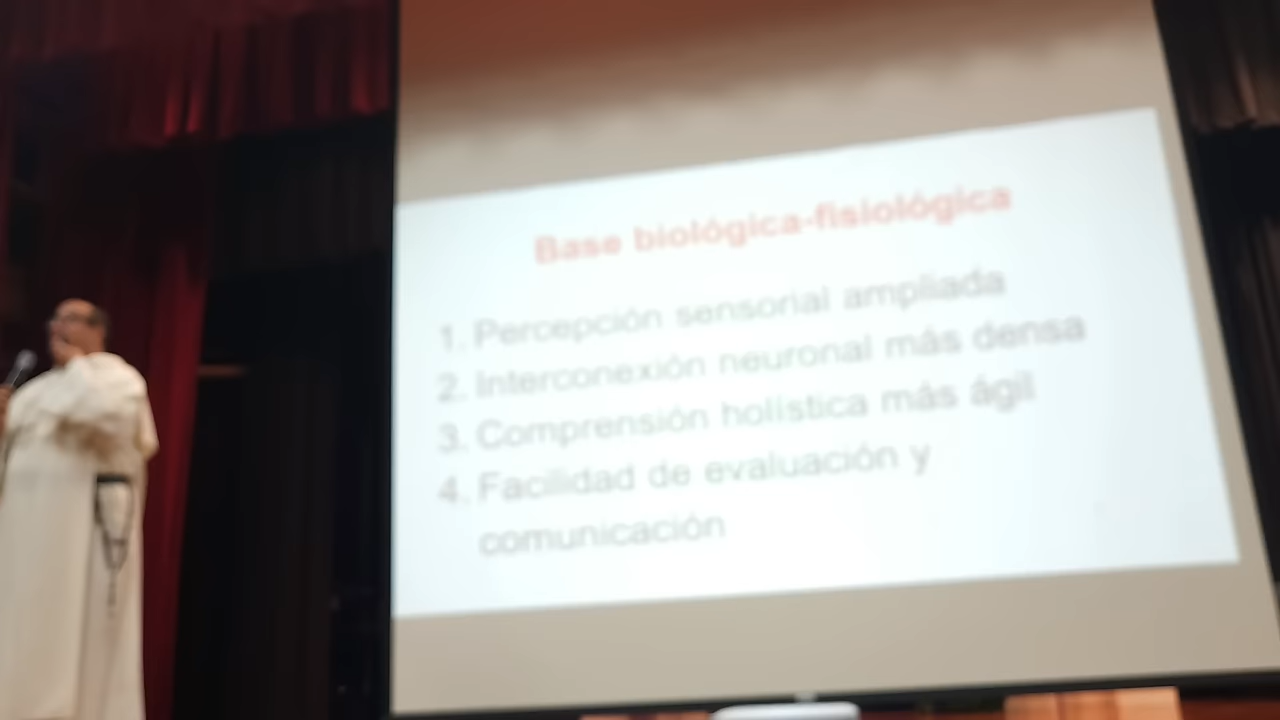 Base biológica-fisiológica
1. Percepción sensorial ampliada
2. Interconexión neuronal más densa
3. Comprensión holística más ágil
4. Facilidad de evaluación y
comunicación